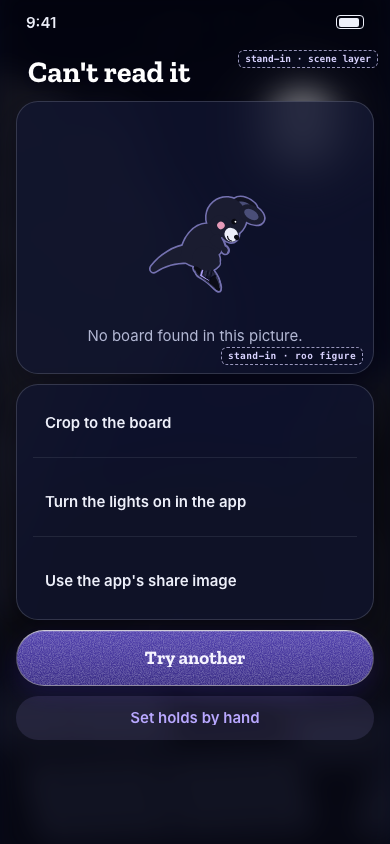 9:41
stand-in · scene layer
Can't read it
No board found in this picture.
stand-in · roo figure
Crop to the board
Turn the lights on in the app
Use the app's share image
Try another
Set holds by hand